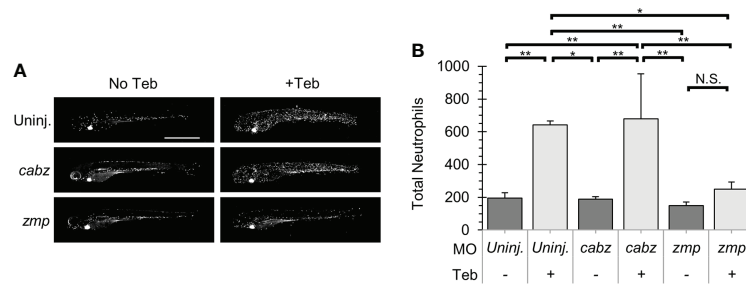 A
No Teb +Teb
Uninj.
cabz
zmp
B
*
**
** **
** * ** **
N.S.
Total Neutrophils
1000
800
600
400
200
0
MO Uninj. Uninj. cabz cabz zmp zmp
Teb - + - + - +